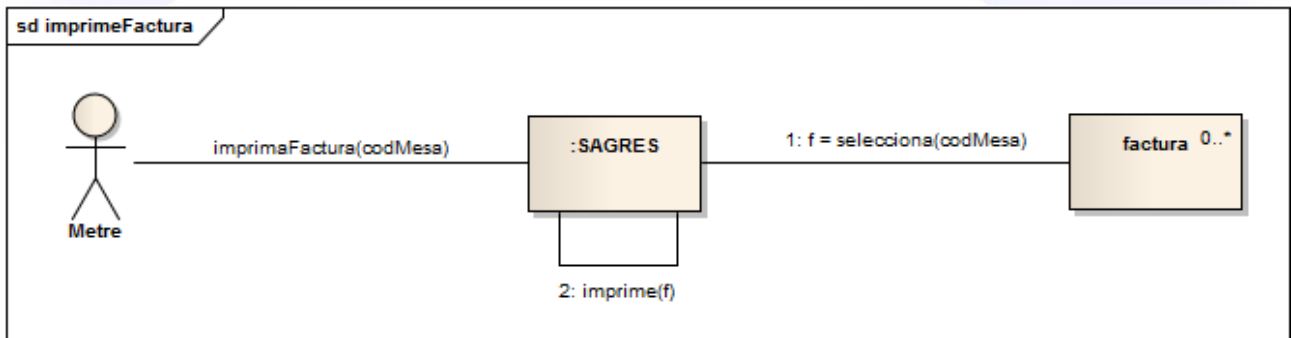 sd imprimeFactura
imprimaFactura(codMesa)
:SAGRES
1: f = selecciona(codMesa)
factura 0..*
Metre
2: imprime(f)